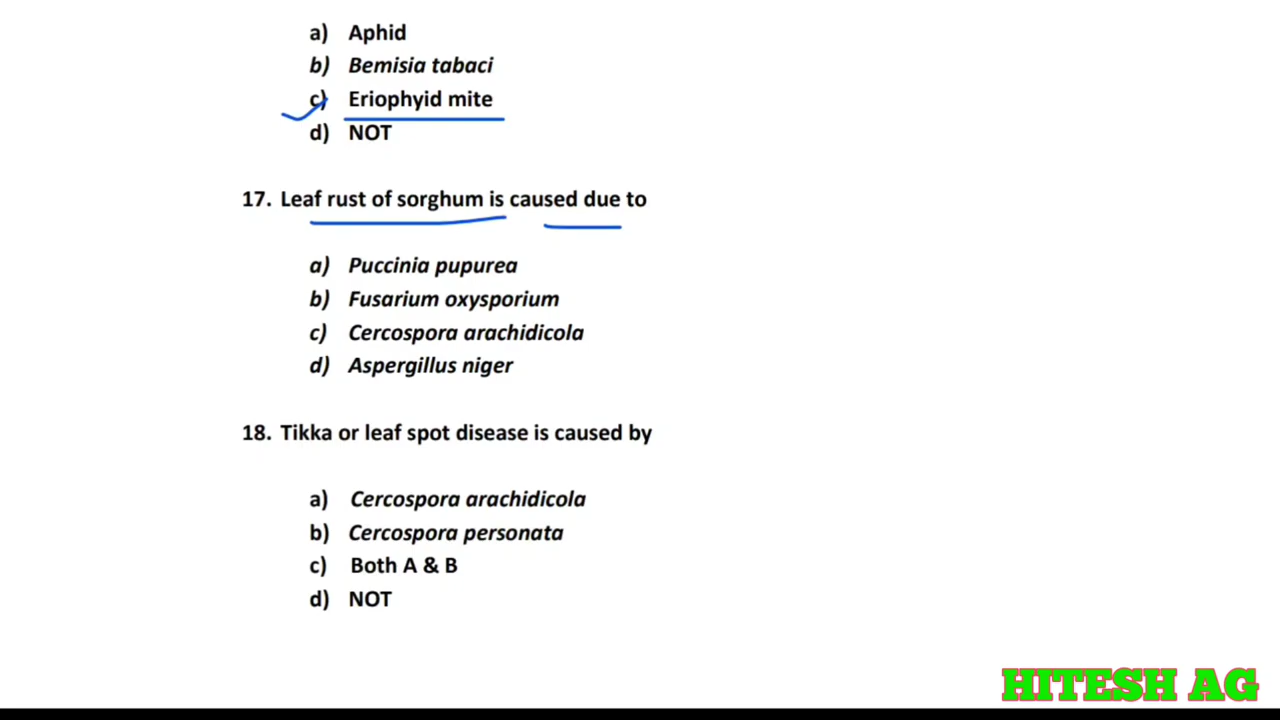 a) Aphid
b) Bemisia tabaci
c) Eriophyid mite
d) NOT
17. Leaf rust of sorghum is caused due to
a) Puccinia pupurea
b) Fusarium oxysporium
c) Cercospora arachidicola
d) Aspergillus niger
18. Tikka or leaf spot disease is caused by
a) Cercospora arachidicola
b) Cercospora personata
c) Both A & B
d) NOT
HITESH AG